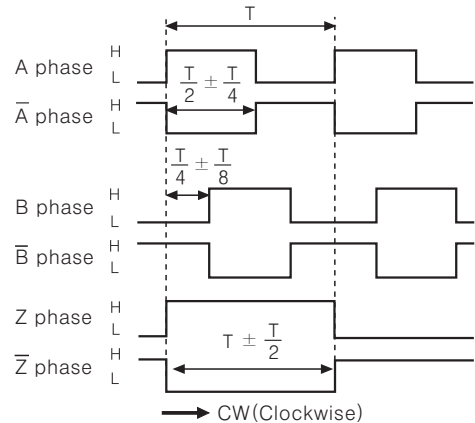 T
A phase H
L
T/2 ± T/4
A̅ phase H
L
T/4 ± T/8
B phase H
L
B̅ phase H
L
Z phase H
L
T ± T/2
Z̅ phase H
L
CW(Clockwise)